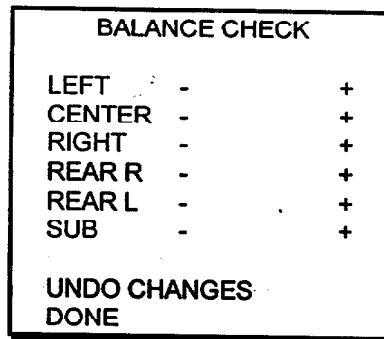 BALANCE CHECK
LEFT - +
CENTER - +
RIGHT - +
REAR R - +
REAR L - +
SUB - +
UNDO CHANGES
DONE